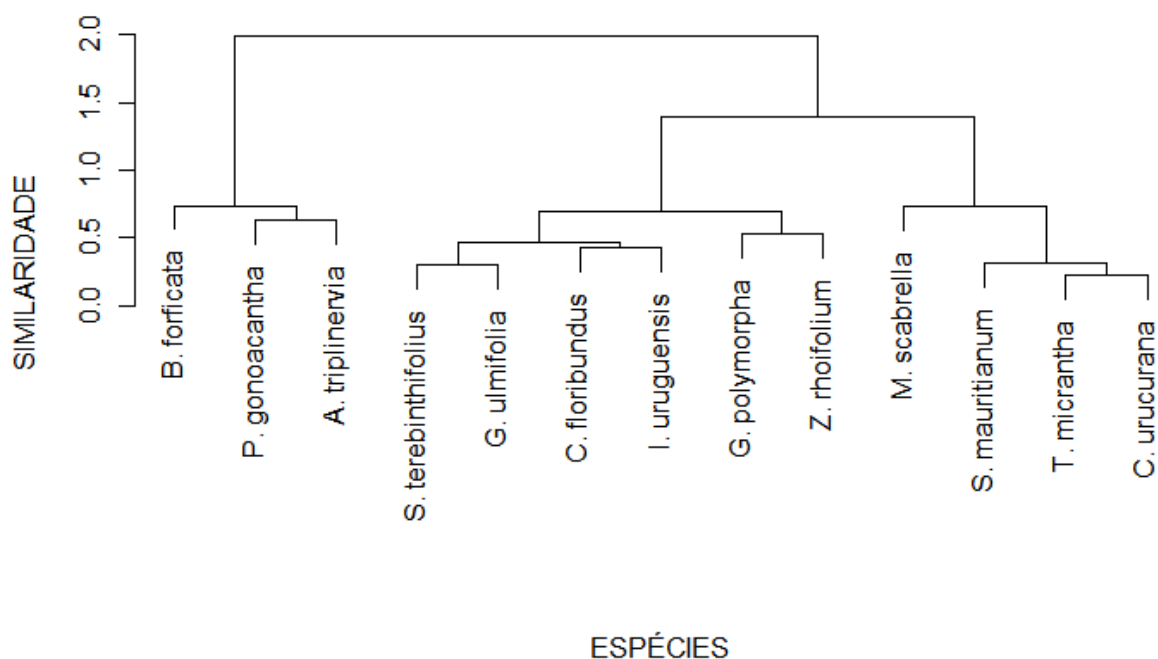 SIMILARIDADE
2.0
1.5
1.0
0.5
0.0
B. forficata
P. gonoacantha
A. triplinervia
S. terebinthifolius
G. ulmifolia
C. floribundus
I. uruguensis
G. polymorpha
Z. rhoifolium
M. scabrella
S. mauritianum
T. micrantha
C. urucurana
ESPÉCIES